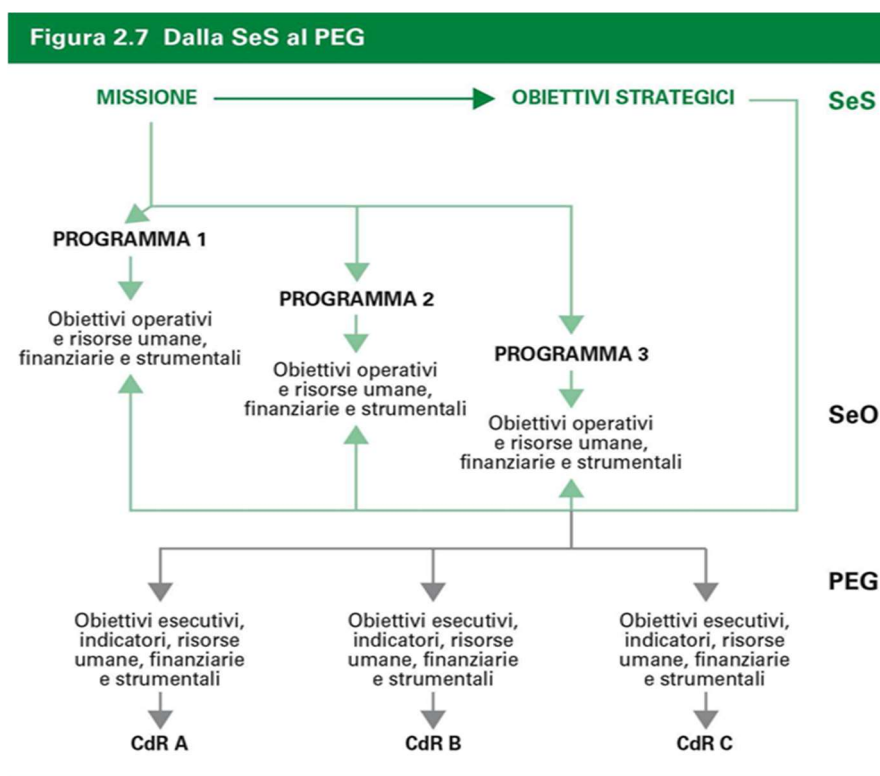 Figura 2.7 Dalla SeS al PEG
MISSIONE
OBIETTIVI STRATEGICI
SeS
PROGRAMMA 1
Obiettivi operativi
e risorse umane,
finanziarie e strumentali
PROGRAMMA 2
Obiettivi operativi
e risorse umane,
finanziarie e strumentali
PROGRAMMA 3
Obiettivi operativi
e risorse umane,
finanziarie e strumentali
SeO
PEG
Obiettivi esecutivi,
indicatori, risorse
umane, finanziarie
e strumentali
CdR A
Obiettivi esecutivi,
indicatori, risorse
umane, finanziarie
e strumentali
CdR B
Obiettivi esecutivi,
indicatori, risorse
umane, finanziarie
e strumentali
CdR C